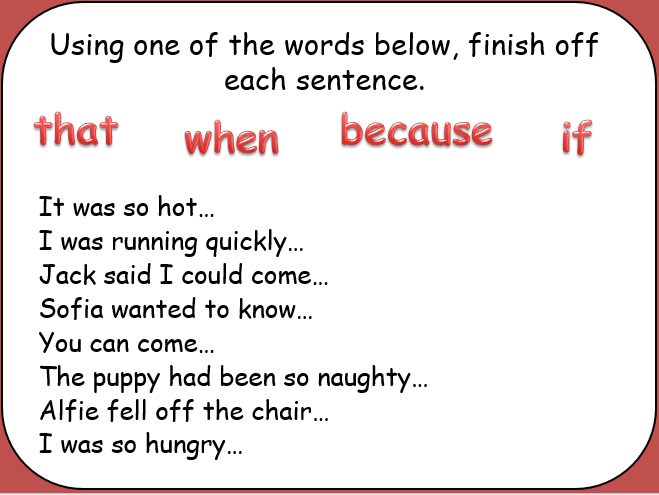 Using one of the words below, finish off
each sentence.
that when because if
It was so hot…
I was running quickly…
Jack said I could come…
Sofia wanted to know…
You can come…
The puppy had been so naughty…
Alfie fell off the chair…
I was so hungry…